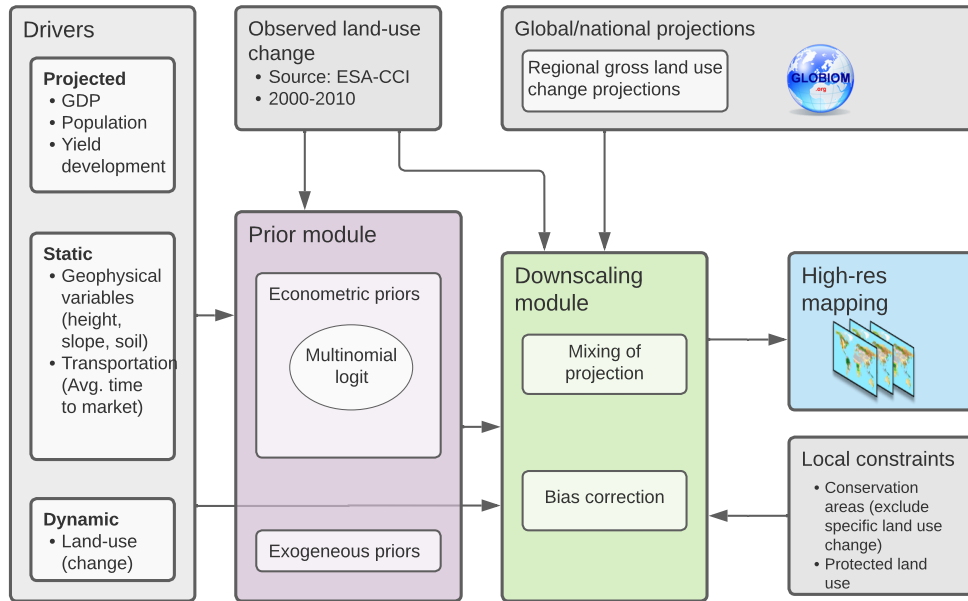 Drivers
Projected
• GDP
• Population
• Yield
development
Static
• Geophysical
variables
(height,
slope, soil)
• Transportation
(Avg. time
to market)
Dynamic
• Land-use
(change)
Observed land-use
change
• Source: ESA-CCI
• 2000-2010
Prior module
Econometric priors
Multinomial
logit
Exogeneous priors
Global/national projections
Regional gross land use
change projections
GLOBIOM
.org
Downscaling
module
Mixing of
projection
Bias correction
High-res
mapping
Local constraints
• Conservation
areas (exclude
specific land use
change)
• Protected land
use